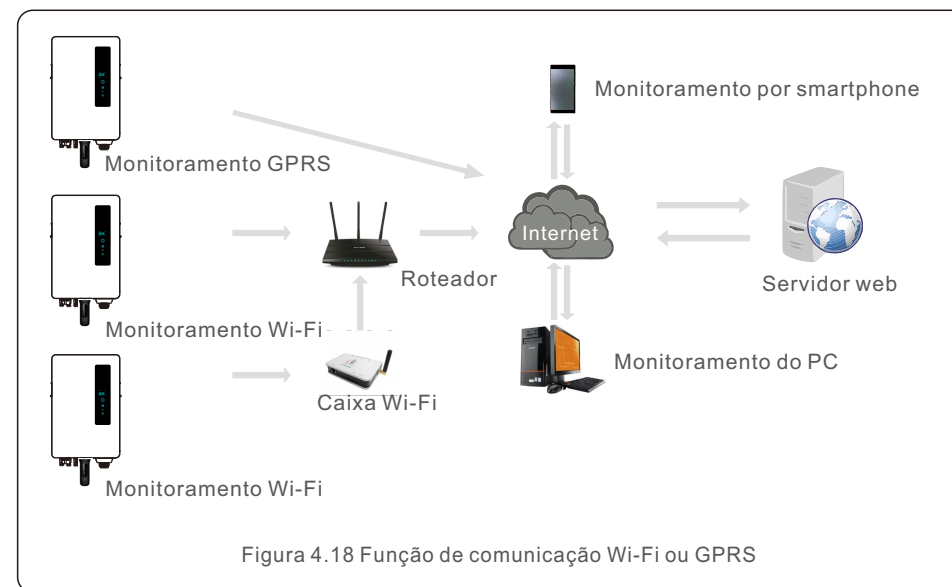 Monitoramento por smartphone
Monitoramento GPRS
Internet
Roteador
Servidor web
Monitoramento Wi-Fi
Monitoramento do PC
Caixa Wi-Fi
Monitoramento Wi-Fi
Figura 4.18 Função de comunicação Wi-Fi ou GPRS